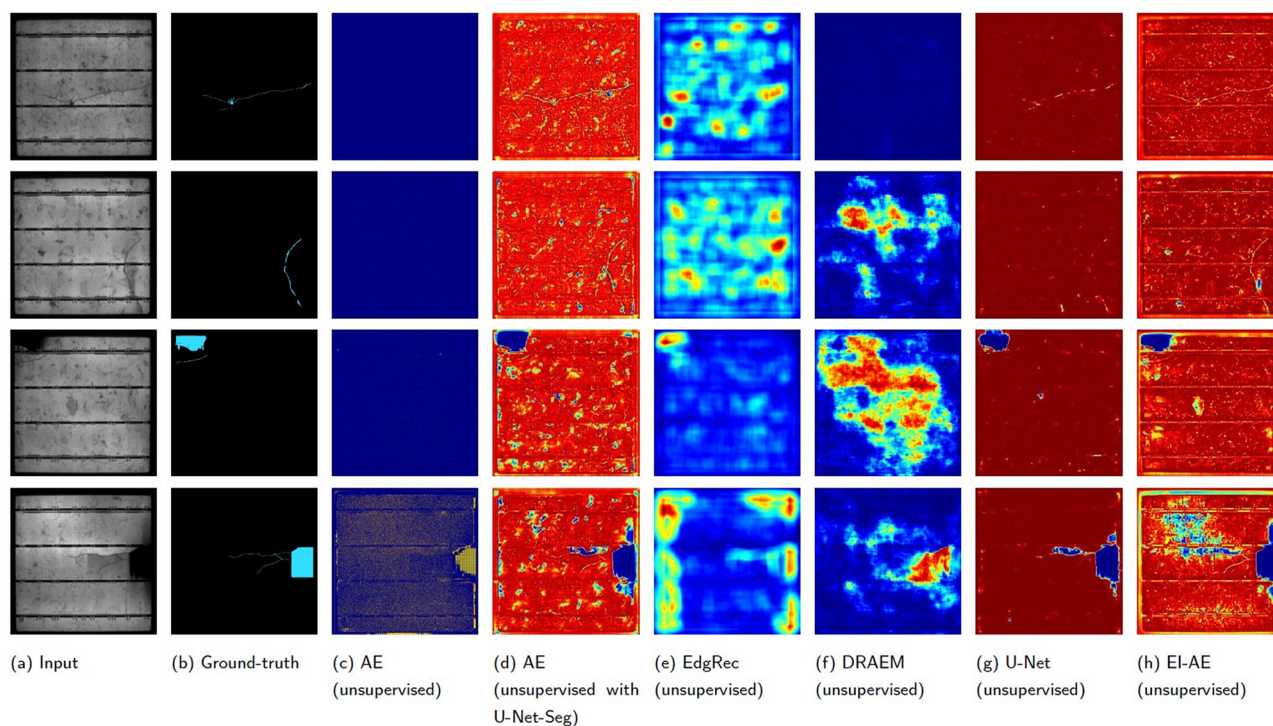 (a) Input
(b) Ground-truth
(c) AE
(unsupervised)
(d) AE
(unsupervised with
U-Net-Seg)
(e) EdgRec
(unsupervised)
(f) DRAEM
(unsupervised)
(g) U-Net
(unsupervised)
(h) EI-AE
(unsupervised)